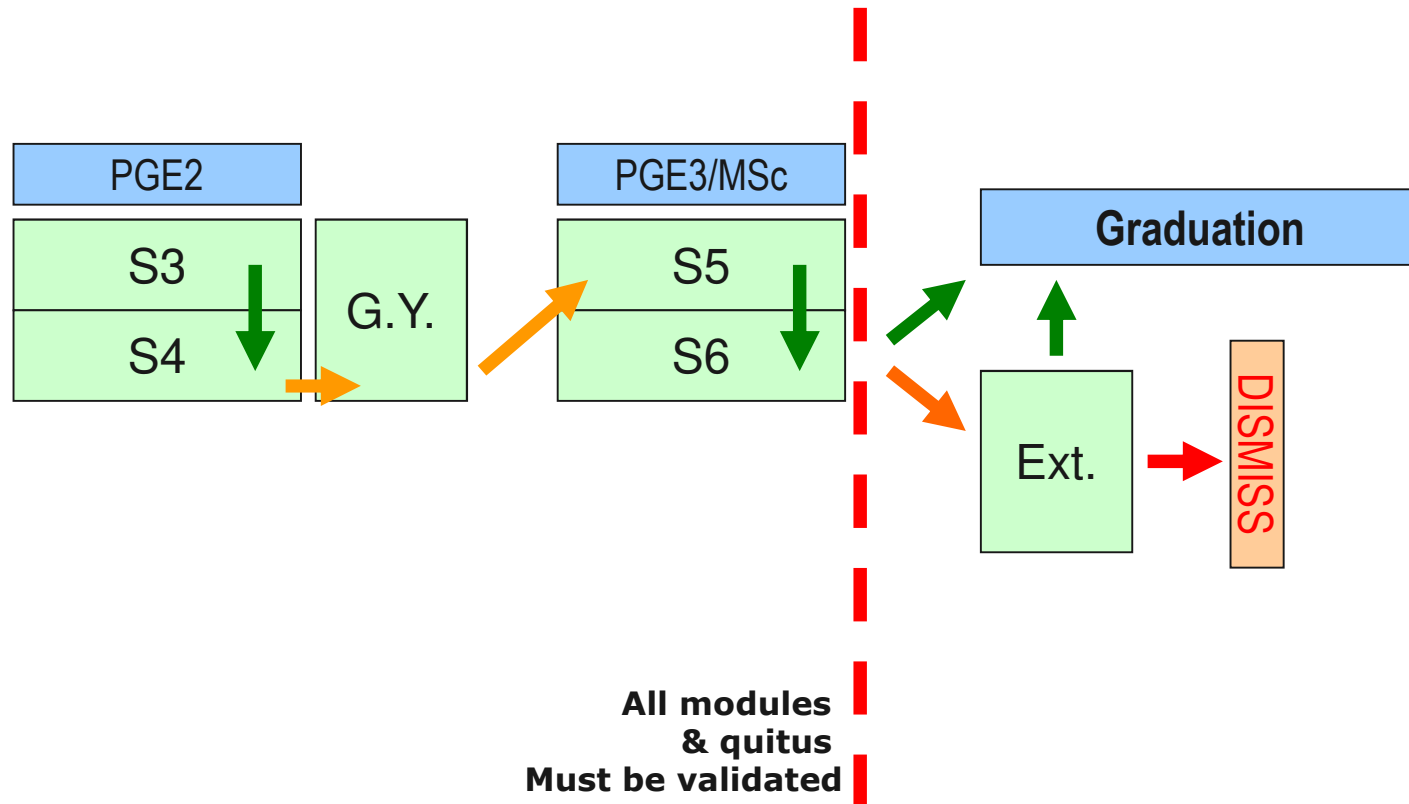 PGE2
S3
S4
G.Y.
PGE3/MSc
S5
S6
Graduation
Ext.
DISMISS
All modules
& quitus
Must be validated